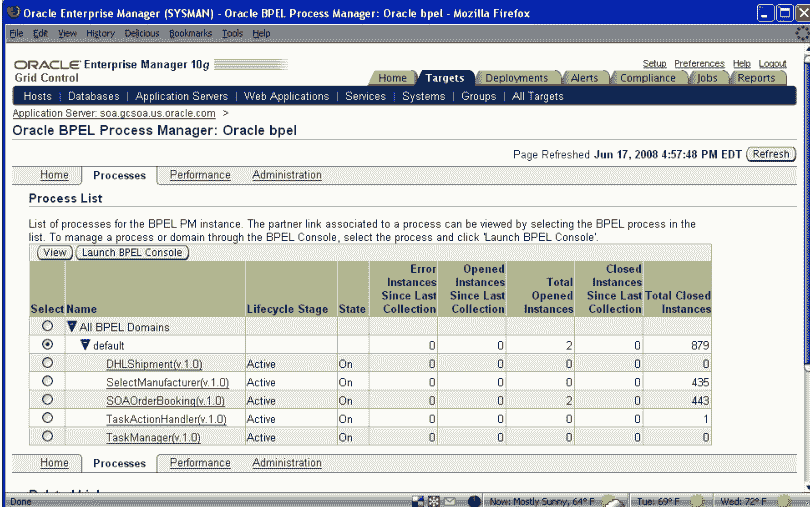 Oracle Enterprise Manager (SYSMAN) - Oracle BPEL Process Manager: Oracle bpel - Mozilla Firefox
File Edit View History Delicious Bookmarks Tools Help
ORACLE Enterprise Manager 10g
Grid Control
Setup Preferences Help Logout
Home Targets Deployments Alerts Compliance Jobs Reports
Hosts | Databases | Application Servers | Web Applications | Services | Systems | Groups | All Targets
Application Server: soa.gcsoa.us.oracle.com >
Oracle BPEL Process Manager: Oracle bpel
Page Refreshed Jun 17, 2008 4:57:48 PM EDT Refresh
Home Processes Performance Administration
Process List
List of processes for the BPEL PM instance. The partner link associated to a process can be viewed by selecting the BPEL process in the
list. To manage a process or domain through the BPEL Console, select the process and click 'Launch BPEL Console'.
View Launch BPEL Console
Select Name Lifecycle Stage State Error Instances Since Last Collection Opened Instances Since Last Collection Total Opened Instances Closed Instances Since Last Collection Total Closed Instances
All BPEL Domains
default 0 0 2 0 879
DHLShipment(v.1.0) Active On 0 0 0 0 0
SelectManufacturer(v.1.0) Active On 0 0 0 0 435
SOAOrderBooking(v.1.0) Active On 0 0 2 0 443
TaskActionHandler(v.1.0) Active On 0 0 0 0 1
TaskManager(v.1.0) Active On 0 0 0 0 0
Home Processes Performance Administration
Done Now: Mostly Sunny, 64° F Tue: 69° F Wed: 72° F